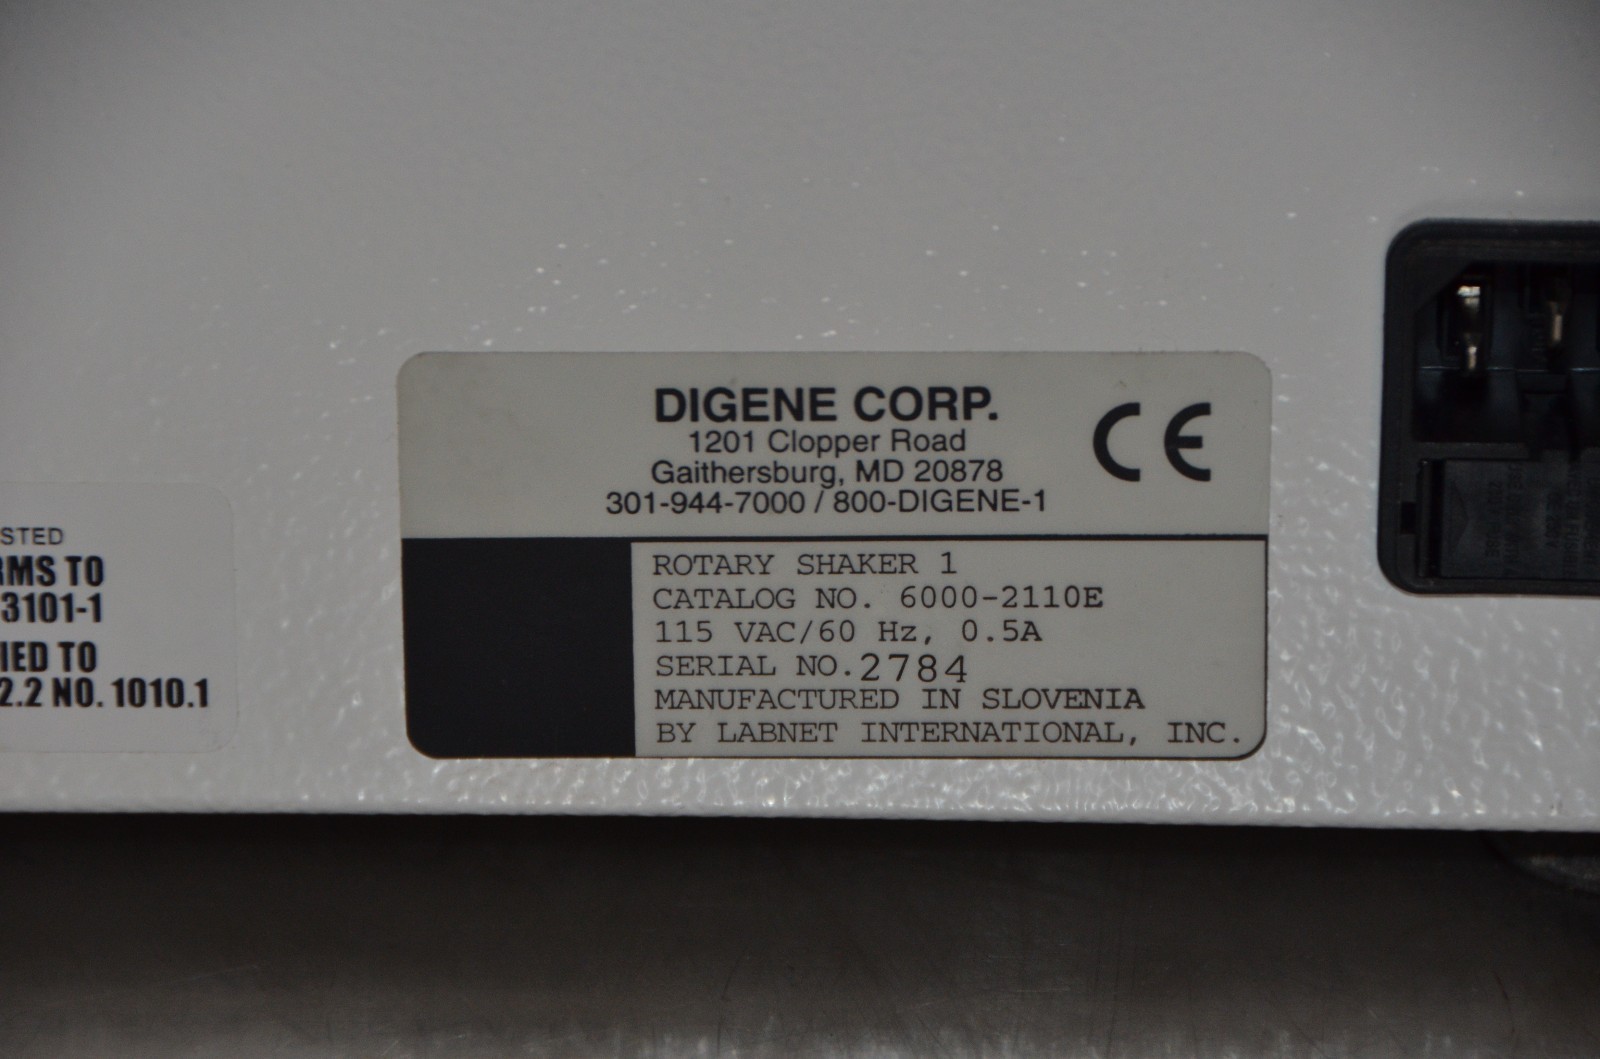 DIGENE CORP.
1201 Clopper Road
Gaithersburg, MD 20878
301-944-7000 / 800-DIGENE-1
CE
ROTARY SHAKER 1
CATALOG NO. 6000-2110E
115 VAC/60 Hz, 0.5A
SERIAL NO. 2784
MANUFACTURED IN SLOVENIA
BY LABNET INTERNATIONAL, INC.
STED
RMS TO
3101-1
IED TO
2.2 NO. 1010.1